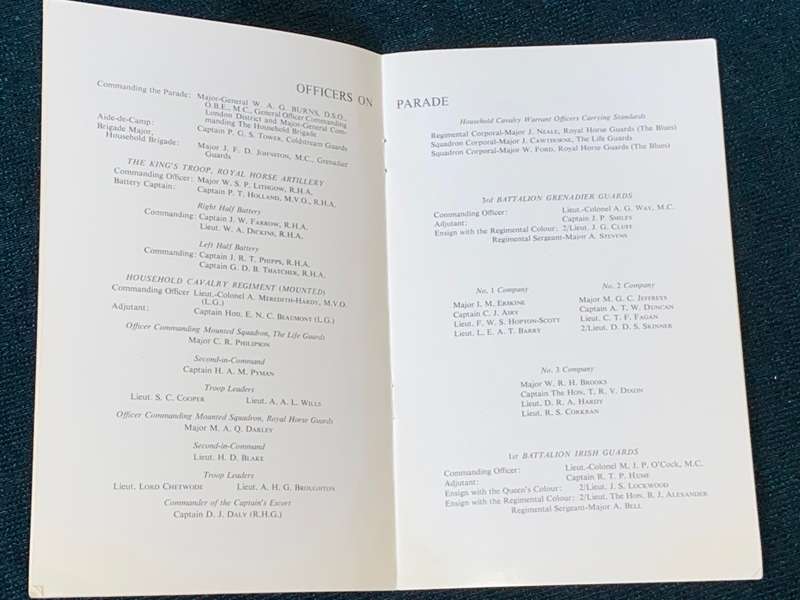 OFFICERS ON PARADE
Commanding the Parade: Major-General W. A. G. BURNS, D.S.O.,
O.B.E., M.C., General Officer Commanding
London District and Major-General Com-
manding The Household Brigade
Aide-de-Camp: Captain P. G. S. TOWER, Coldstream Guards
Brigade Major,
Household Brigade: Major J. F. D. JOHNSTON, M.C., Grenadier
Guards
THE KING'S TROOP, ROYAL HORSE ARTILLERY
Commanding Officer: Major W. S. P. LITHGOW, R.H.A.
Battery Captain: Captain P. T. HOLLAND, M.V.O., R.H.A.
Right Half Battery
Commanding: Captain J. W. FARROW, R.H.A.
Lieut. W. A. DICKINS, R.H.A.
Left Half Battery
Commanding: Captain J. R. T. PHIPPS, R.H.A.
Captain G. D. B. THATCHER, R.H.A.
HOUSEHOLD CAVALRY REGIMENT (MOUNTED)
Commanding Officer Lieut.-Colonel A. MEREDITH-HARDY, M.V.O.
(L.G.)
Adjutant: Captain Hon. E. N. C. BEAUMONT (L.G.)
Officer Commanding Mounted Squadron, The Life Guards
Major C. R. PHILIPSON
Second-in-Command
Captain H. A. M. PYMAN
Troop Leaders
Lieut. S. C. COOPER Lieut. A. A. L. WILLS
Officer Commanding Mounted Squadron, Royal Horse Guards
Major M. A. Q. DARLEY
Second-in-Command
Lieut. H. D. BLAKE
Troop Leaders
Lieut. LORD CHETWODE Lieut. A. H. G. BROUGHTON
Commander of the Captain's Escort
Captain D. J. DALY (R.H.G.)
Household Cavalry Warrant Officers Carrying Standards
Regimental Corporal-Major J. NEALE, Royal Horse Guards (The Blues)
Squadron Corporal-Major J. CAWTHORNE, The Life Guards
Squadron Corporal-Major W. FORD, Royal Horse Guards (The Blues)
3rd BATTALION GRENADIER GUARDS
Commanding Officer: Lieut.-Colonel A. G. WAY, M.C.
Adjutant: Captain J. P. SMILEY
Ensign with the Regimental Colour: 2/Lieut. J. G. CLUFF
Regimental Sergeant-Major A. STEVENS
No. 1 Company
Major I. M. ERSKINE
Captain C. J. AIRY
Lieut. F. W. S. HOPTON-SCOTT
Lieut. L. E. A. T. BARRY
No. 2 Company
Major M. G. C. JEFFREYS
Captain A. T. W. DUNCAN
Lieut. C. T. F. FAGAN
2/Lieut. D. D. S. SKINNER
No. 3 Company
Major W. R. H. BROOKS
Captain The HON. T. R. V. DIXON
Lieut. D. R. A. HARDY
Lieut. R. S. CORKRAN
1st BATTALION IRISH GUARDS
Commanding Officer: Lieut.-Colonel M. J. P. O'COCK, M.C.
Adjutant: Captain R. T. P. HUME
Ensign with the Queen's Colour: 2/Lieut. J. S. LOCKWOOD
Ensign with the Regimental Colour: 2/Lieut. The HON. B. J. ALEXANDER
Regimental Sergeant-Major A. BELL